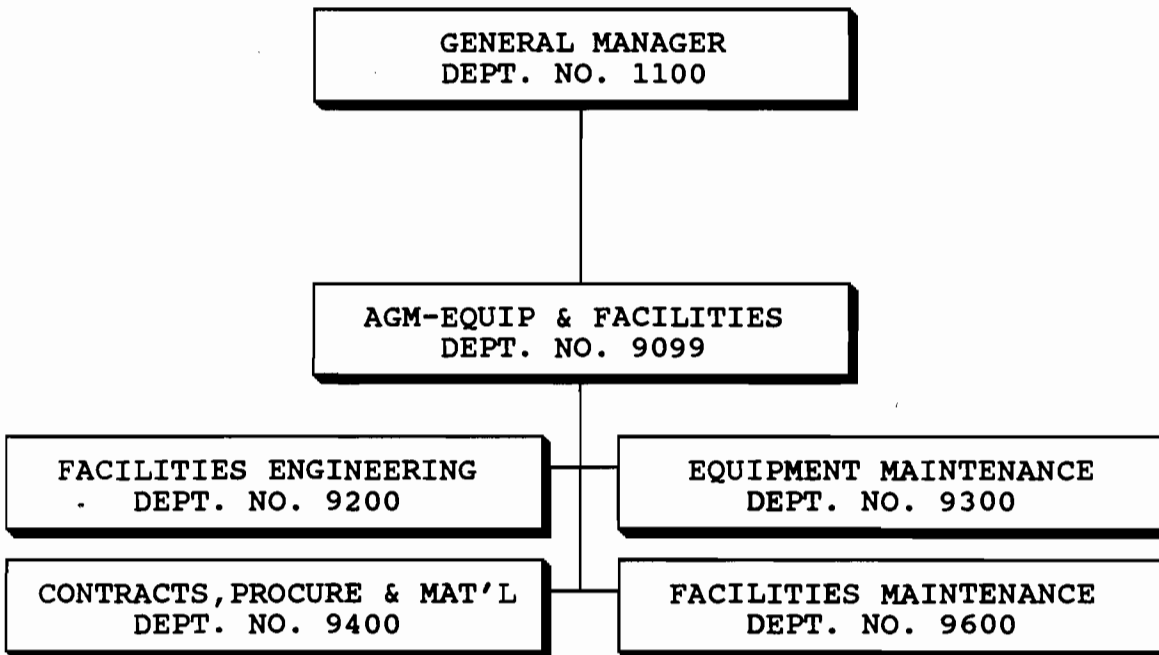 GENERAL MANAGER
DEPT. NO. 1100
AGM-EQUIP & FACILITIES
DEPT. NO. 9099
FACILITIES ENGINEERING
DEPT. NO. 9200
EQUIPMENT MAINTENANCE
DEPT. NO. 9300
CONTRACTS,PROCURE & MAT'L
DEPT. NO. 9400
FACILITIES MAINTENANCE
DEPT. NO. 9600